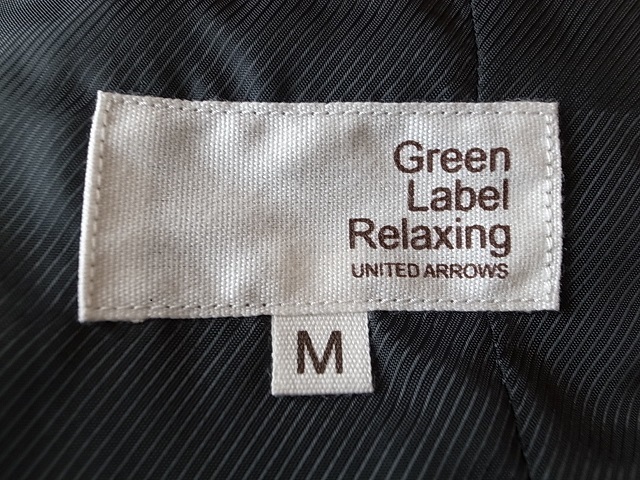 Green
Label
Relaxing
UNITED ARROWS
M